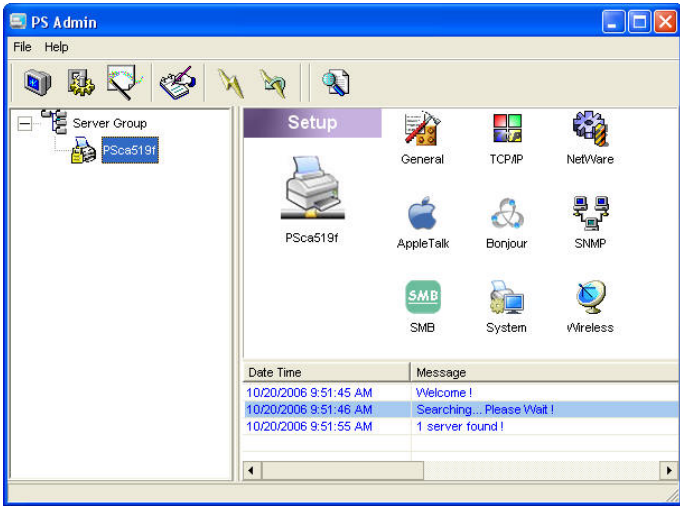 PS Admin
File Help
Server Group
PSca519f
Setup
PSca519f
General
TCP/IP
NetWare
AppleTalk
Bonjour
SNMP
SMB
SMB
System
Wireless
Date Time Message
10/20/2006 9:51:45 AM Welcome !
10/20/2006 9:51:46 AM Searching... Please Wait !
10/20/2006 9:51:55 AM 1 server found !